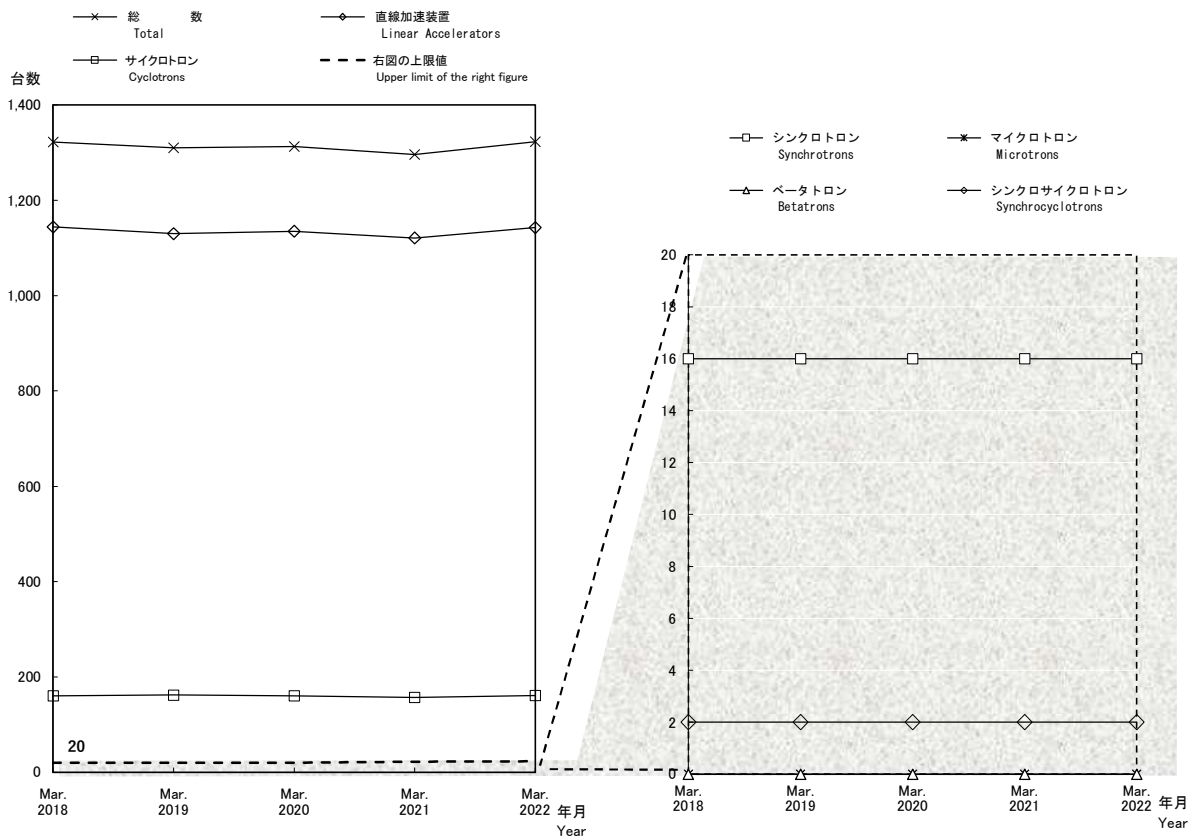 総 数
Total
直線加速装置
Linear Accelerators
サイクロトロン
Cyclotrons
右図の上限値
Upper limit of the right figure
台数
1,400
1,200
1,000
800
600
400
200
0
20
Mar. 2018
Mar. 2019
Mar. 2020
Mar. 2021
Mar. 2022
年月
Year
シンクロトロン
Synchrotrons
マイクロトロン
Microtrons
ベータトロン
Betatrons
シンクロサイクロトロン
Synchrocyclotrons
20
18
16
14
12
10
8
6
4
2
0
Mar. 2018
Mar. 2019
Mar. 2020
Mar. 2021
Mar. 2022
年月
Year